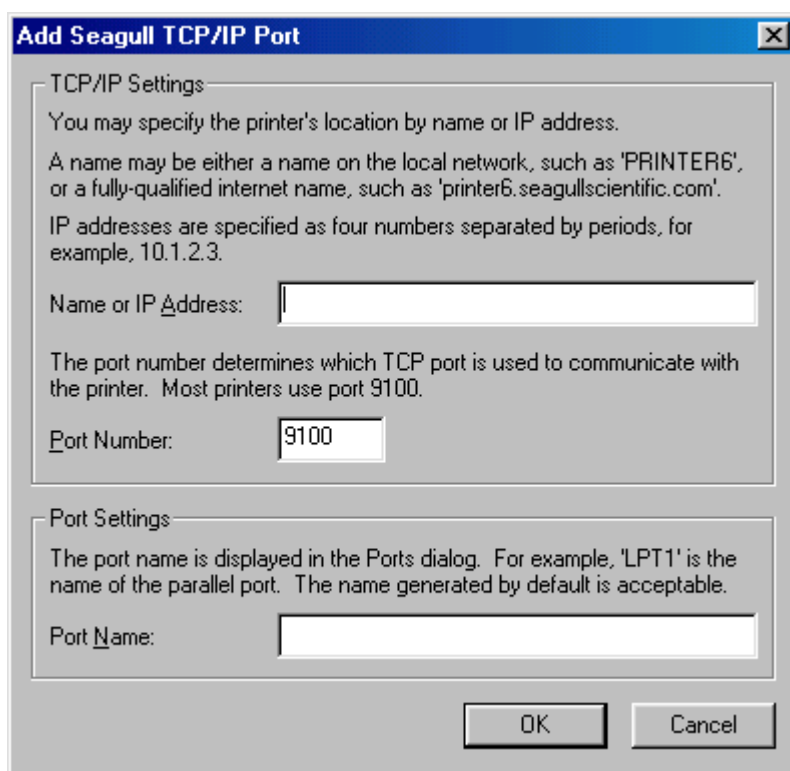 Add Seagull TCP/IP Port
TCP/IP Settings
You may specify the printer's location by name or IP address.
A name may be either a name on the local network, such as 'PRINTER6',
or a fully-qualified internet name, such as 'printer6.seagullscientific.com'.
IP addresses are specified as four numbers separated by periods, for
example, 10.1.2.3.
Name or IP Address:
The port number determines which TCP port is used to communicate with
the printer. Most printers use port 9100.
Port Number: 9100
Port Settings
The port name is displayed in the Ports dialog. For example, 'LPT1' is the
name of the parallel port. The name generated by default is acceptable.
Port Name:
OK Cancel